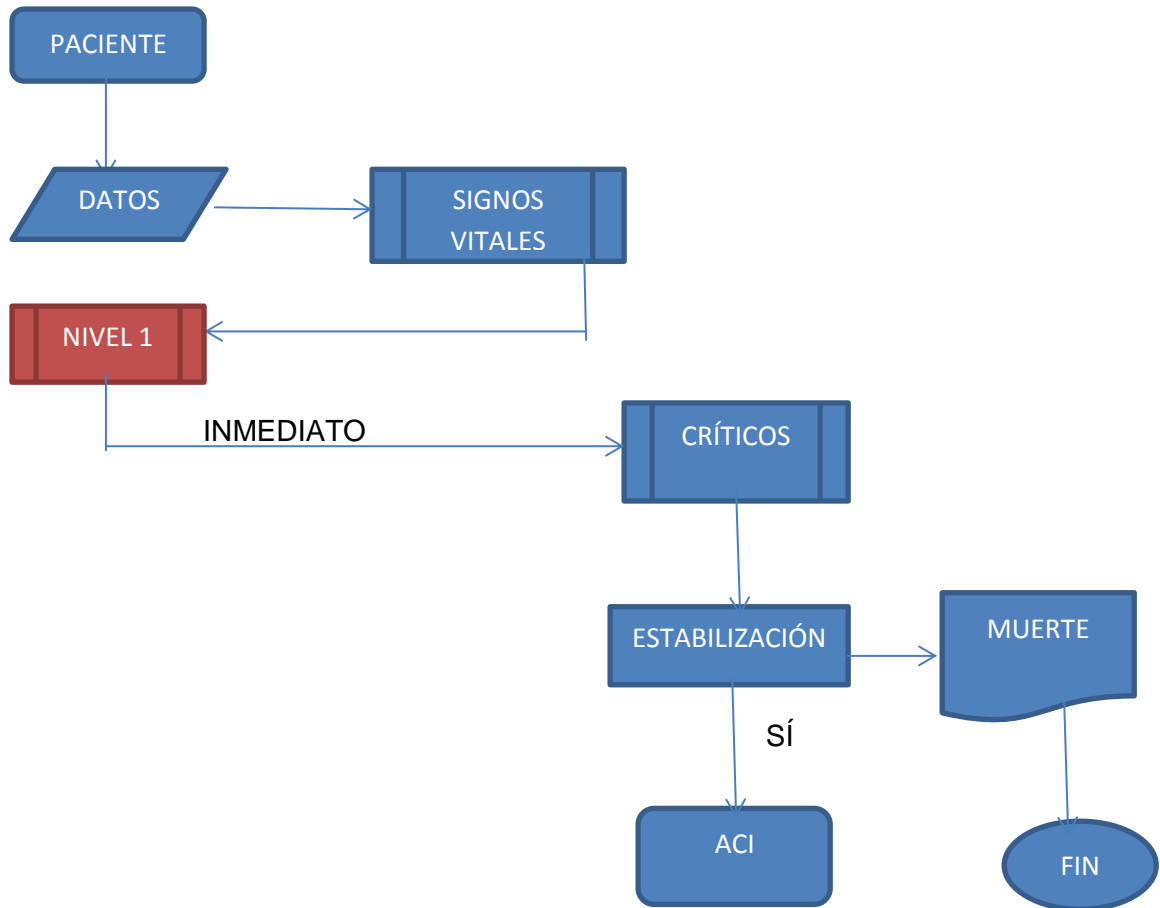 PACIENTE
DATOS
SIGNOS
VITALES
NIVEL 1
INMEDIATO
CRÍTICOS
ESTABILIZACIÓN
MUERTE
SÍ
ACI
FIN